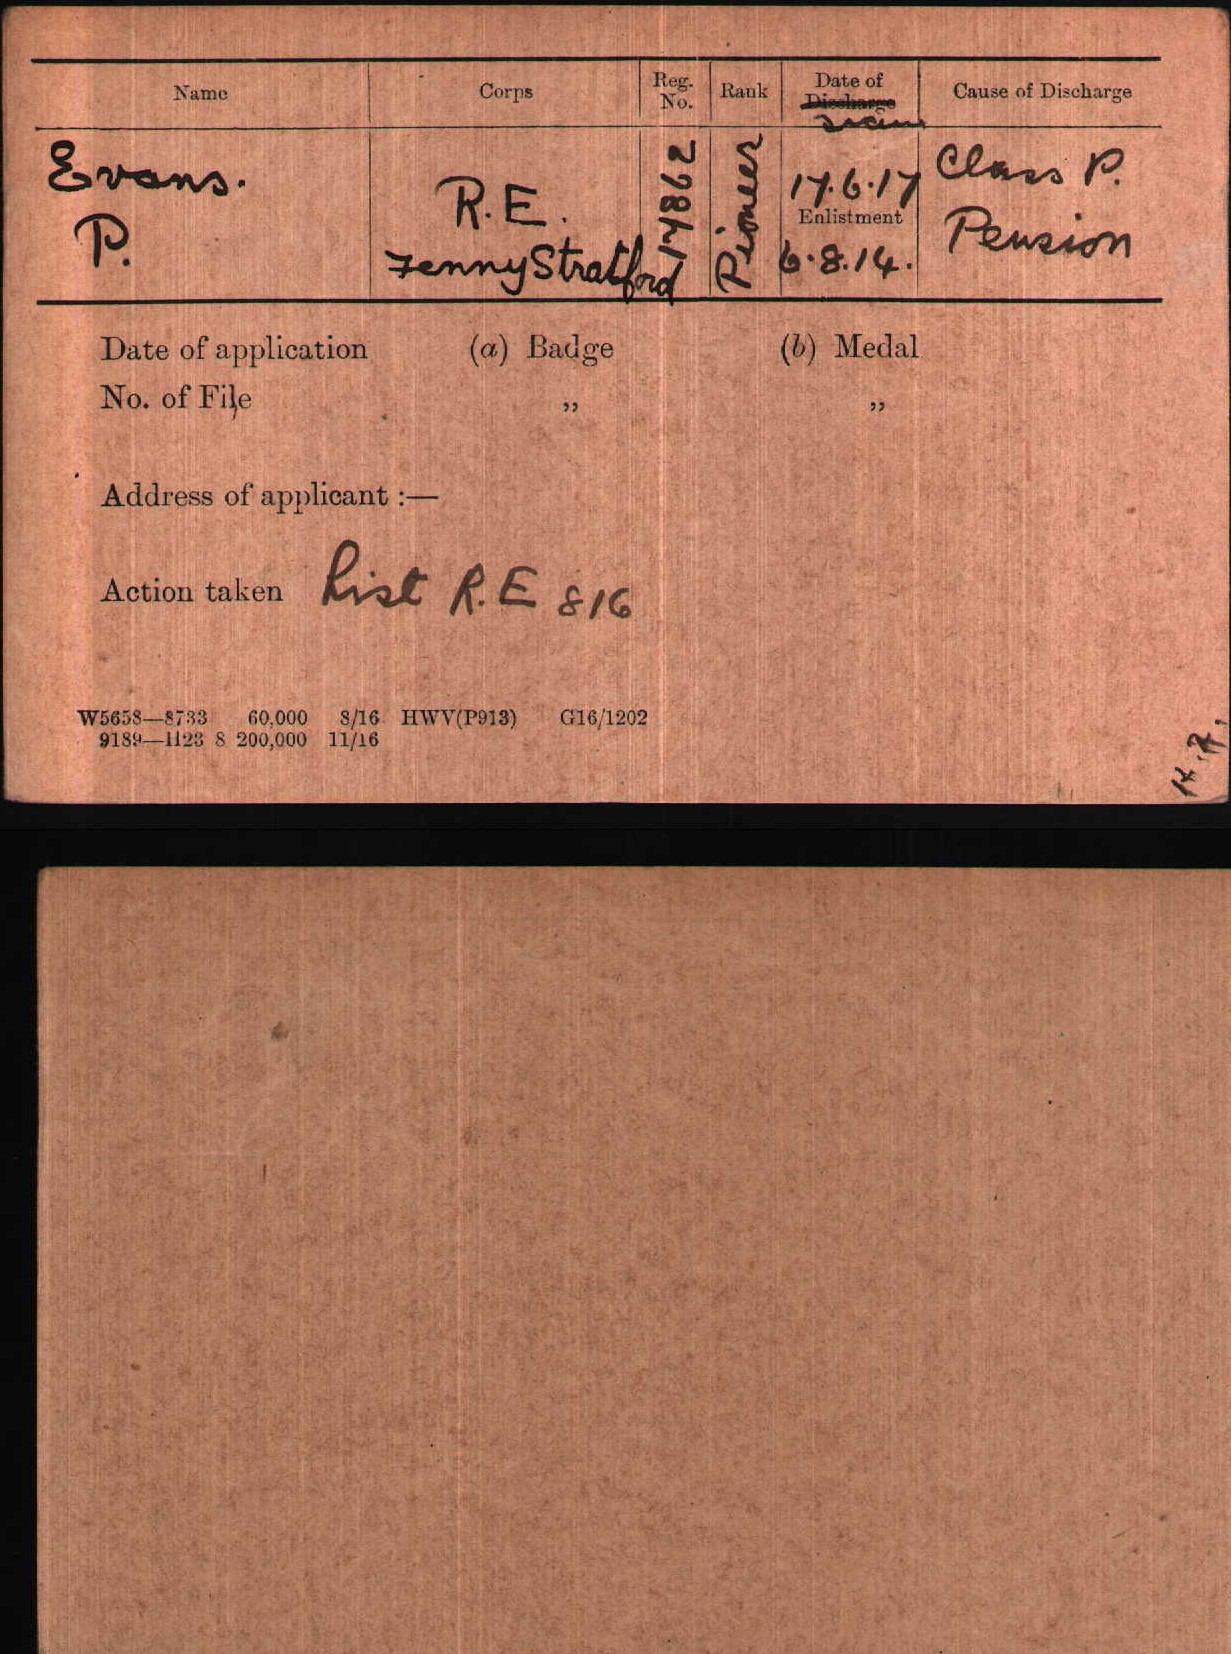 Name Corps Reg. No. Rank Date of Discharge Cause of Discharge
Evans. P. R.E. Fenny Stratford 174862 Pioneer 17.6.17 Class P. Pension
Enlistment
6.8.14.
Date of application (a) Badge (b) Medal
No. of File ,, ,,
Address of applicant :—
Action taken List R.E 816
W5658—8733 60,000 8/16 HWV(P913) G16/1202
9189—1123 8 200,000 11/16